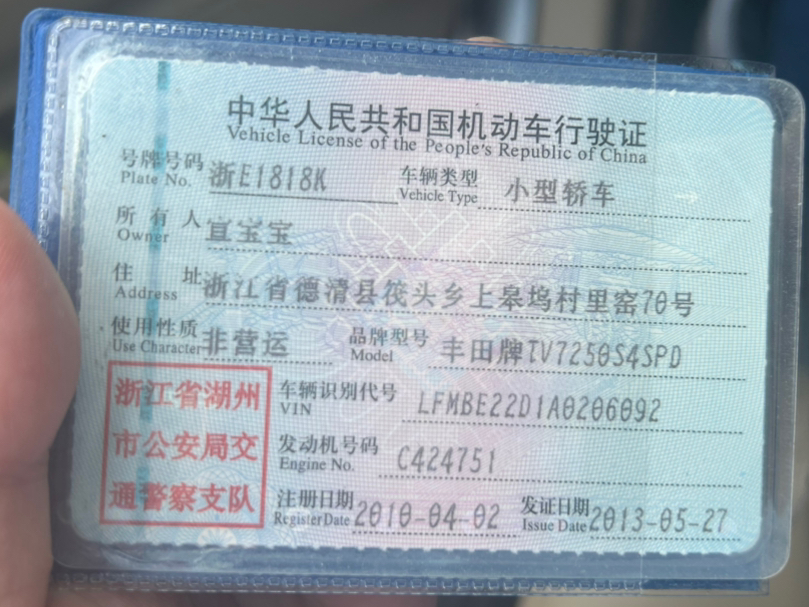 中华人民共和国机动车行驶证
Vehicle License of the People's Republic of China
号牌号码 浙E1818K 车辆类型 小型轿车
Plate No. Vehicle Type
所有人 宣宝宝
Owner
住址 浙江省德清县筏头乡上皋坞村里窑70号
Address
使用性质 非营运 品牌型号 丰田牌TV7250S4SPD
Use Character Model
浙江省湖州
市公安局交
通警察支队
车辆识别代号 LFMBE22D1A0206092
VIN
发动机号码 C424751
Engine No.
注册日期 2010-04-02 发证日期 2013-05-27
Register Date Issue Date